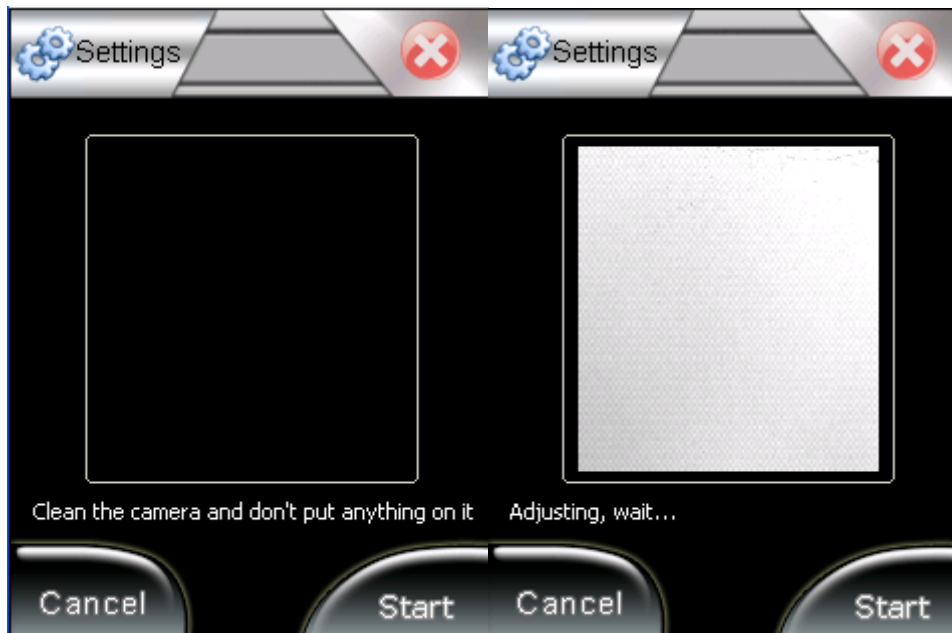 Settings
Clean the camera and don't put anything on it
Cancel
Start
Settings
Adjusting, wait...
Cancel
Start